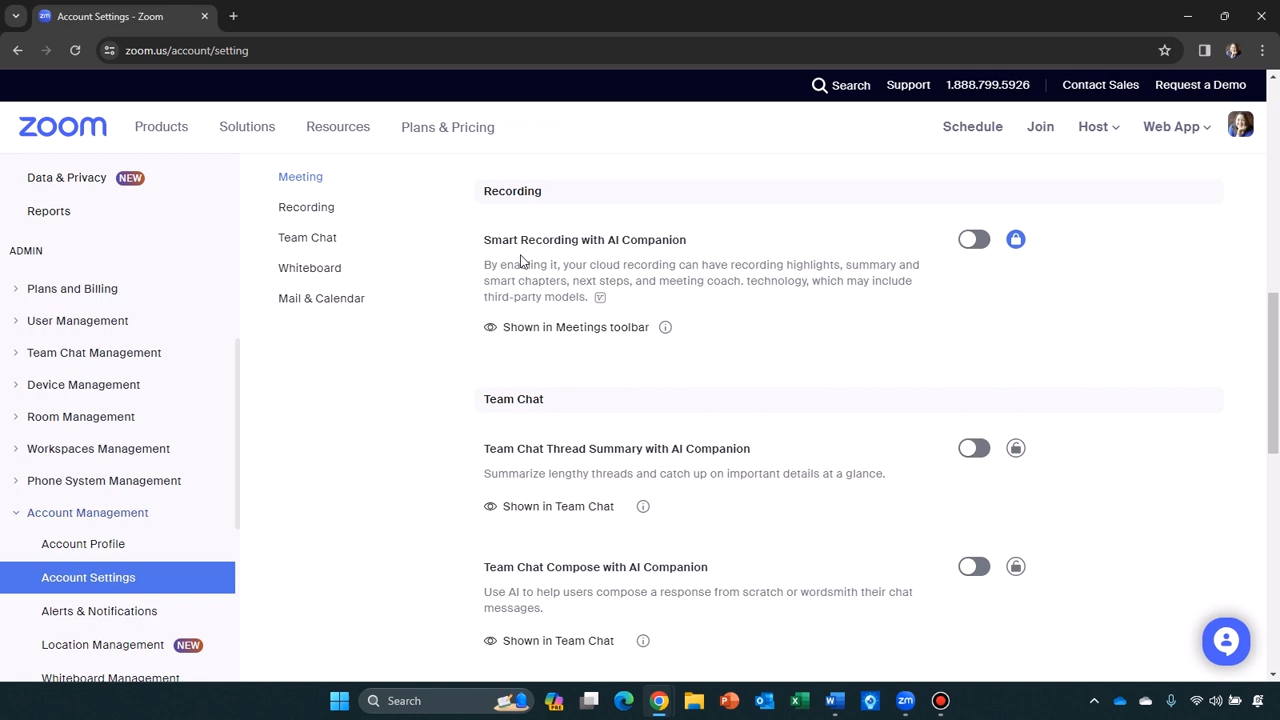 Account Settings - Zoom
zoom.us/account/setting
Search Support 1.888.799.5926 Contact Sales Request a Demo
zoom Products Solutions Resources Plans & Pricing Schedule Join Host Web App
Data & Privacy NEW
Reports
ADMIN
Plans and Billing
User Management
Team Chat Management
Device Management
Room Management
Workspaces Management
Phone System Management
Account Management
Account Profile
Account Settings
Alerts & Notifications
Location Management NEW
Whiteboard Management
Meeting
Recording
Team Chat
Whiteboard
Mail & Calendar
Recording
Smart Recording with AI Companion
By enabling it, your cloud recording can have recording highlights, summary and
smart chapters, next steps, and meeting coach. technology, which may include
third-party models.
Shown in Meetings toolbar
Team Chat
Team Chat Thread Summary with AI Companion
Summarize lengthy threads and catch up on important details at a glance.
Shown in Team Chat
Team Chat Compose with AI Companion
Use AI to help users compose a response from scratch or wordsmith their chat
messages.
Shown in Team Chat
Search